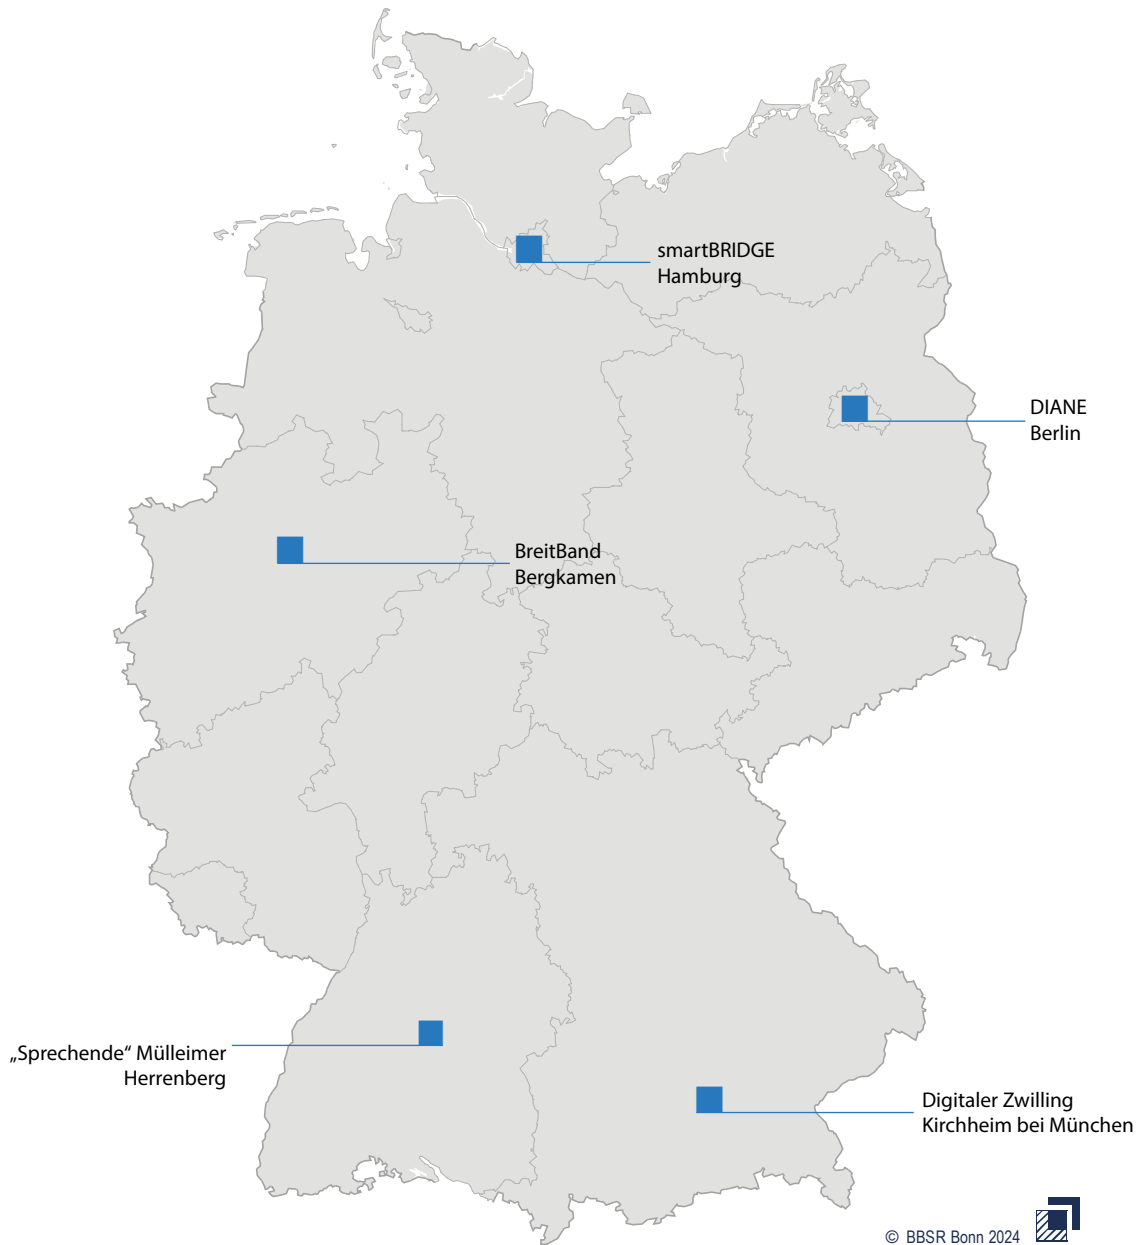 smartBRIDGE
Hamburg
DIANE
Berlin
BreitBand
Bergkamen
„Sprechende“ Mülleimer
Herrenberg
Digitaler Zwilling
Kirchheim bei München
© BBSR Bonn 2024